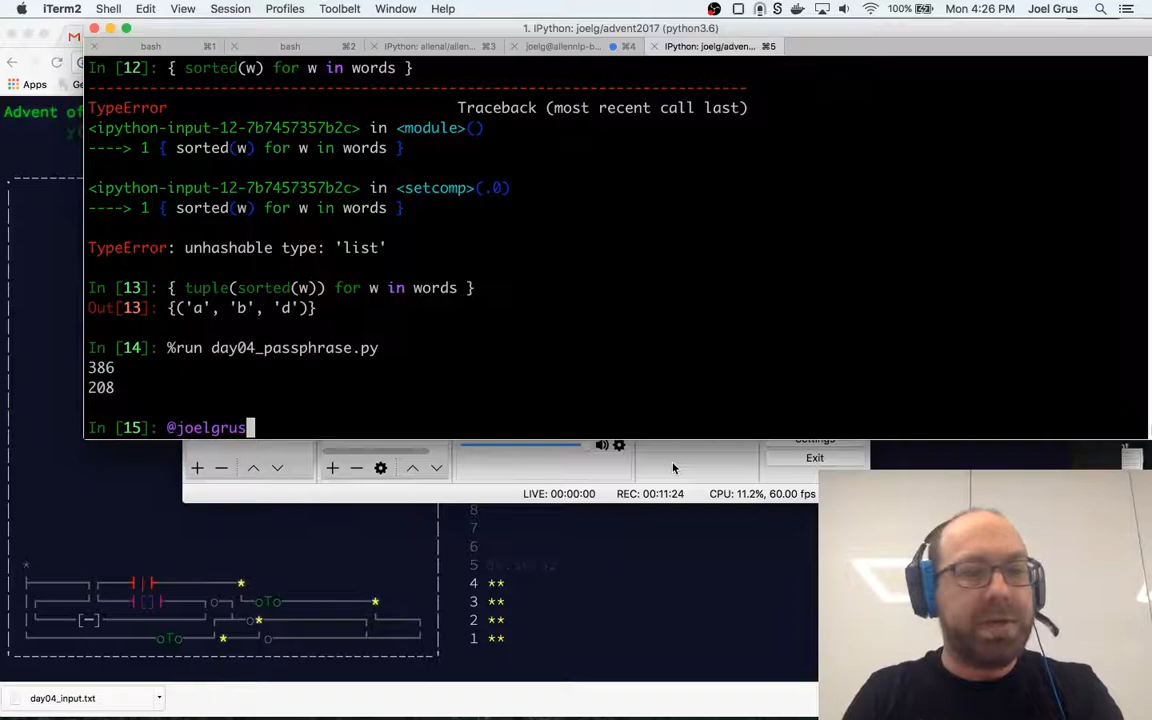 iTerm2 Shell Edit View Session Profiles Toolbelt Window Help 100% Mon 4:26 PM Joel Grus
1. IPython: joelg/advent2017 (python3.6)
bash ⌘1 bash ⌘2 IPython: allenai/allen... ⌘3 joelg@allennlp-b... ⌘4 IPython: joelg/adven... ⌘5
In [12]: { sorted(w) for w in words }
Apps
---------------------------------------------------------------------------
TypeError Traceback (most recent call last)
Advent of
<ipython-input-12-7b7457357b2c> in <module>()
----> 1 { sorted(w) for w in words }
<ipython-input-12-7b7457357b2c> in <setcomp>(.0)
----> 1 { sorted(w) for w in words }
TypeError: unhashable type: 'list'
In [13]: { tuple(sorted(w)) for w in words }
Out[13]: {('a', 'b', 'd')}
In [14]: %run day04_passphrase.py
386
208
In [15]: @joelgrus
Exit
LIVE: 00:00:00 REC: 00:11:24 CPU: 11.2%, 60.00 fps
8
7
6
5
4 **
3 **
2 **
1 **
day04_input.txt